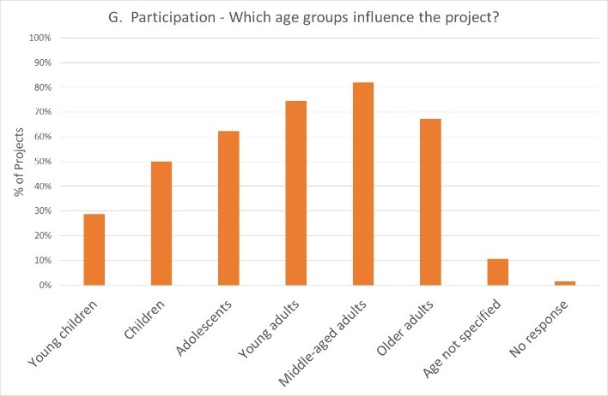 G. Participation - Which age groups influence the project?
100%
90%
80%
70%
60%
50%
40%
30%
20%
10%
0%
% of Projects
Young children
Children
Adolescents
Young adults
Middle-aged adults
Older adults
Age not specified
No response